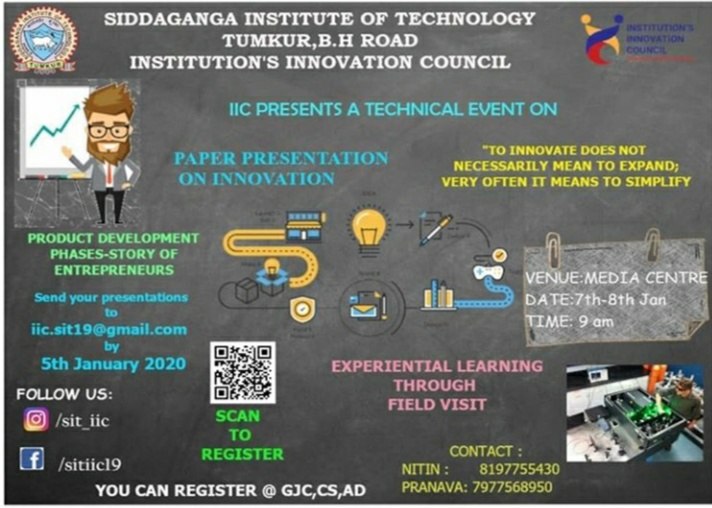 SIDDAGANGA INSTITUTE OF TECHNOLOGY
TUMKUR,B.H ROAD
INSTITUTION'S INNOVATION COUNCIL
INSTITUTION'S
INNOVATION
COUNCIL
IIC PRESENTS A TECHNICAL EVENT ON
PAPER PRESENTATION
ON INNOVATION
"TO INNOVATE DOES NOT
NECESSARILY MEAN TO EXPAND;
VERY OFTEN IT MEANS TO SIMPLIFY
PRODUCT DEVELOPMENT
PHASES-STORY OF
ENTREPRENEURS
Send your presentations
to
iic.sit19@gmail.com
by
5th January 2020
VENUE:MEDIA CENTRE
DATE:7th-8th Jan
TIME: 9 am
FOLLOW US:
/sit_iic
/sitiic19
SCAN
TO
REGISTER
EXPERIENTIAL LEARNING
THROUGH
FIELD VISIT
CONTACT :
NITIN : 8197755430
PRANAVA: 7977568950
YOU CAN REGISTER @ GJC,CS,AD